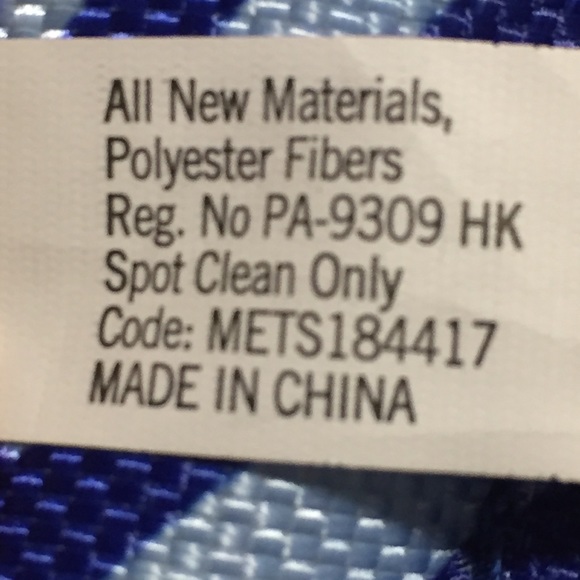 All New Materials,
Polyester Fibers
Reg. No PA-9309 HK
Spot Clean Only
Code: METS184417
MADE IN CHINA